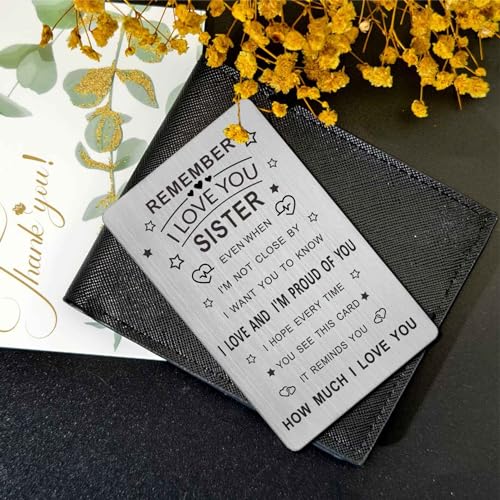 Thank you!
REMEMBER
I LOVE YOU
SISTER
EVEN WHEN
I'M NOT CLOSE BY
I WANT YOU TO KNOW
I LOVE AND I'M PROUD OF YOU
I HOPE EVERY TIME
YOU SEE THIS CARD
IT REMINDS YOU
HOW MUCH I LOVE YOU